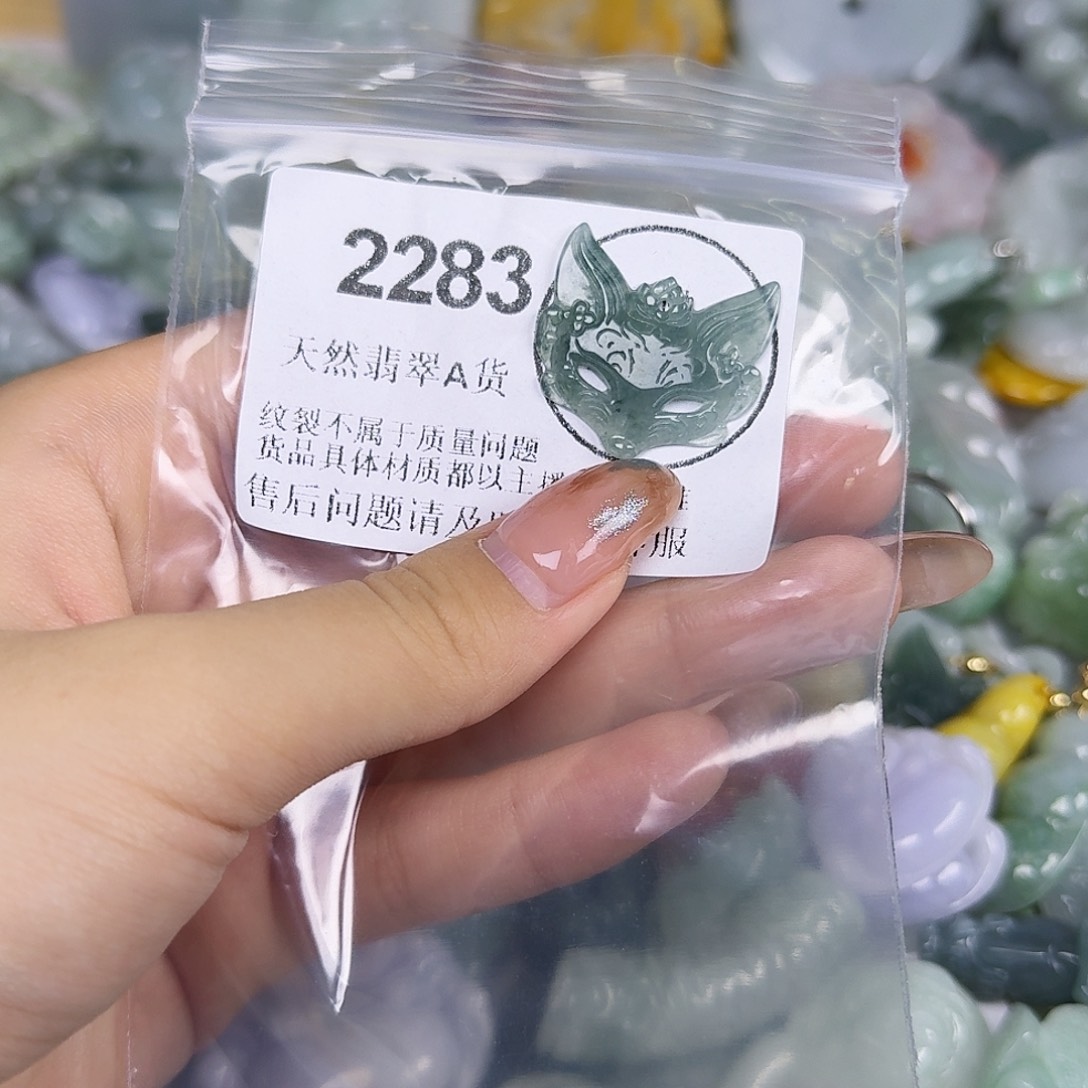 2283
天然翡翠A货
纹裂不属于质量问题
货品具体材质都以主
售后问题请及
服